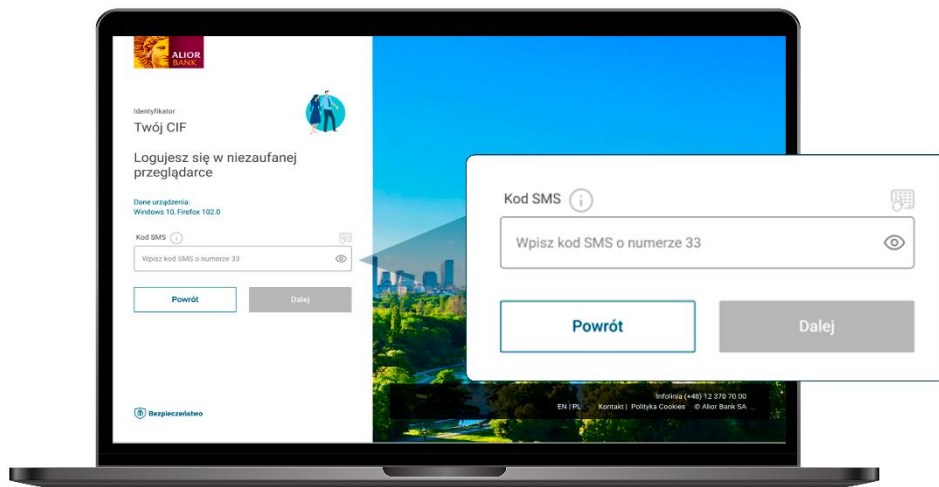 ALIOR
BANK
Identyfikator
Twój CIF
Logujesz się w niezaufanej
przeglądarce
Dane urządzenia:
Windows 10, Firefox 102.0
Kod SMS
Wpisz kod SMS o numerze 33
Powrót Dalej
Bezpieczeństwo
Kod SMS
Wpisz kod SMS o numerze 33
Powrót Dalej
Infolinia (+48) 12 370 70 00
EN | PL Kontakt | Polityka Cookies © Alior Bank SA